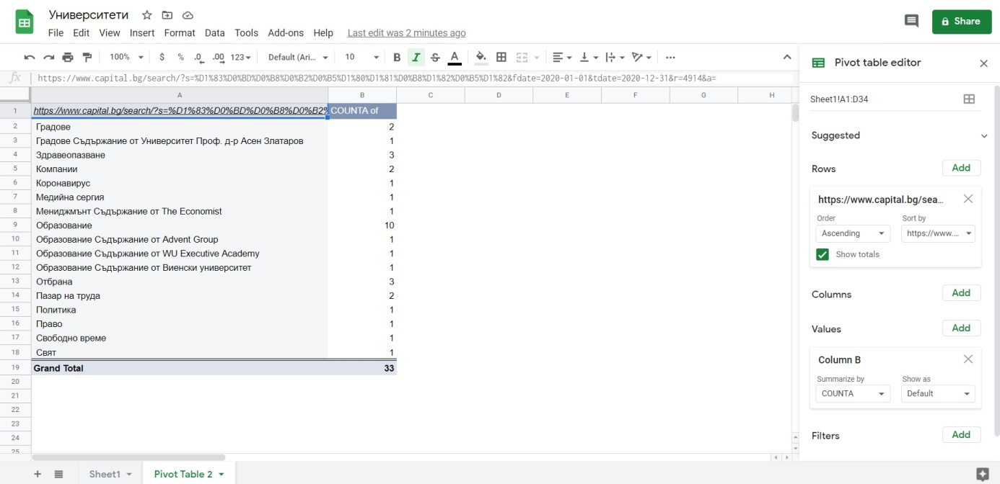 Университети
File Edit View Insert Format Data Tools Add-ons Help Last edit was 2 minutes ago
Share
100% $ % .0 .00 123 Default (Ari... 10 B I S A
Pivot table editor
fx https://www.capital.bg/search/?s=%D1%83%D0%BD%D0%B8%D0%B2%D0%B5%D1%80%D1%81%D0%B8%D1%82%D0%B5%D1%82&fdate=2020-01-01&tdate=2020-12-31&r=4914&a=
A B C D E F G H
1 https://www.capital.bg/search/?s=%D1%83%D0%BD%D0%B8%D0%B2% COUNTA of
2 Градове 2
3 Градове Съдържание от Университет Проф. д-р Асен Златаров 1
4 Здравеопазване 3
5 Компании 2
6 Коронавирус 1
7 Медийна сергия 1
8 Мениджмънт Съдържание от The Economist 1
9 Образование 10
10 Образование Съдържание от Advent Group 1
11 Образование Съдържание от WU Executive Academy 1
12 Образование Съдържание от Виенски университет 1
13 Отбрана 3
14 Пазар на труда 2
15 Политика 1
16 Право 1
17 Свободно време 1
18 Свят 1
19 Grand Total 33
20
21
22
23
24
25
Sheet1!A1:D34
Suggested
Rows Add
https://www.capital.bg/sea...
Order Sort by
Ascending https://www....
Show totals
Columns Add
Values Add
Column B
Summarize by Show as
COUNTA Default
Filters Add
Sheet1 Pivot Table 2